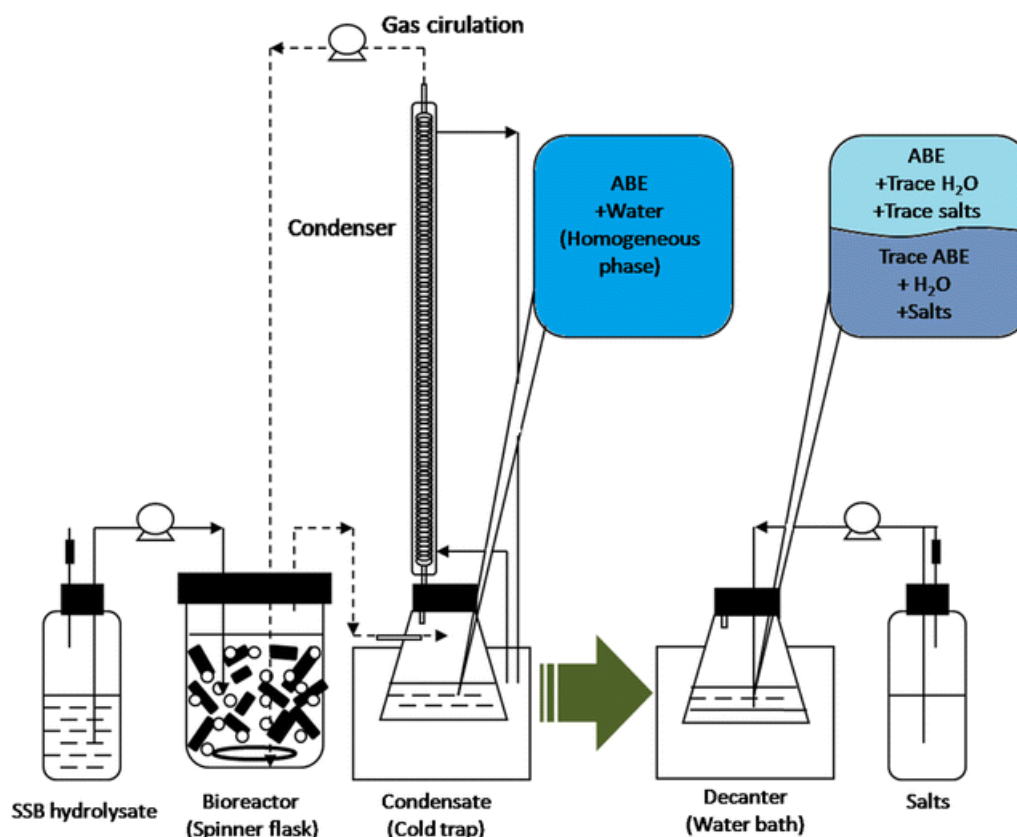 Gas cirulation
Condenser
ABE
+Water
(Homogeneous
phase)
ABE
+Trace H₂O
+Trace salts
Trace ABE
+ H₂O
+Salts
SSB hydrolysate
Bioreactor
(Spinner flask)
Condensate
(Cold trap)
Decanter
(Water bath)
Salts